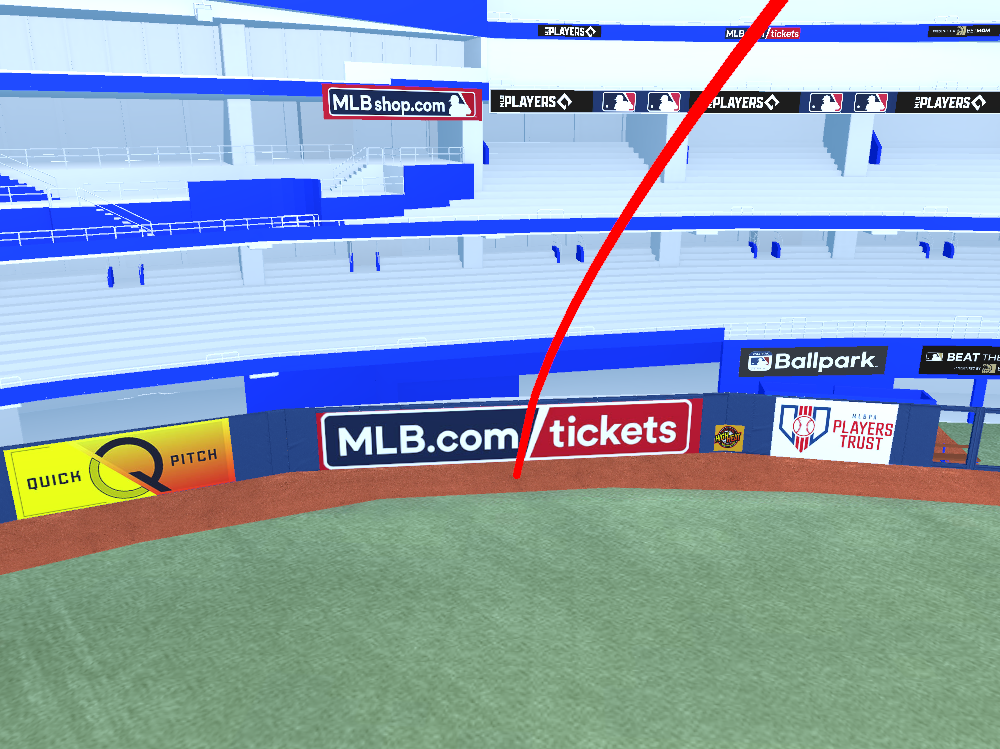 PLAYERS
MLB /tickets
MLBshop.com
PLAYERS
PLAYERS
PLAYERS
Ballpark
BEAT THE
QUICK PITCH
MLB.com/tickets
MLBPA
PLAYERS
TRUST